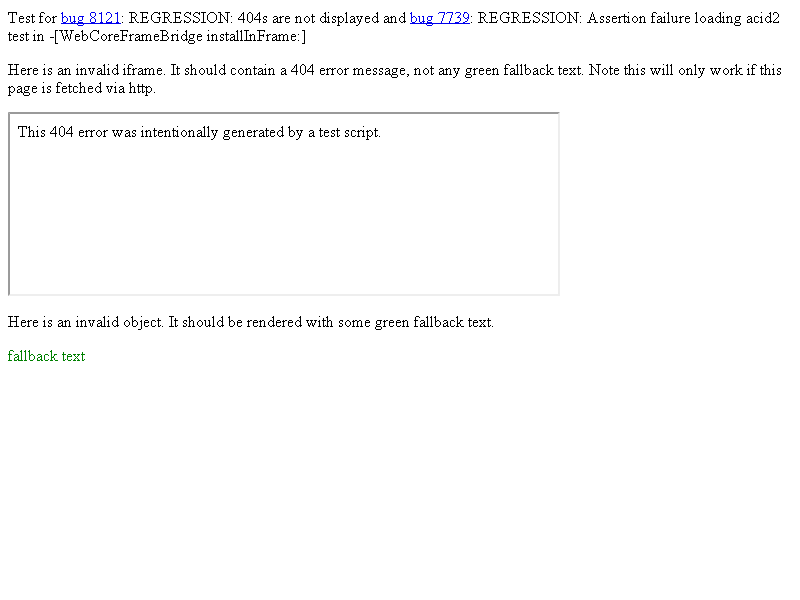 Test for bug 8121: REGRESSION: 404s are not displayed and bug 7739: REGRESSION: Assertion failure loading acid2
test in -[WebCoreFrameBridge installInFrame:]
Here is an invalid iframe. It should contain a 404 error message, not any green fallback text. Note this will only work if this
page is fetched via http.
This 404 error was intentionally generated by a test script.
Here is an invalid object. It should be rendered with some green fallback text.
fallback text